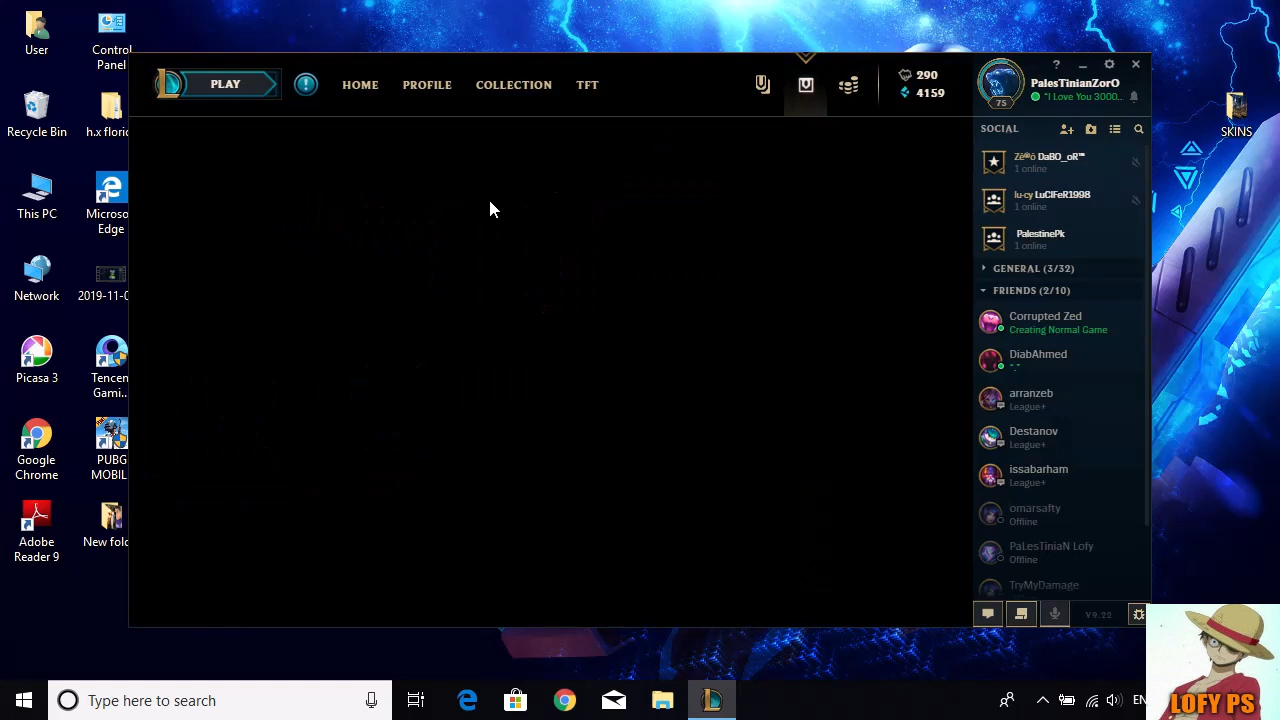 User
Control
Panel
Recycle Bin
h.x floric
This PC
Microso
Edge
Network
2019-11-0
Picasa 3
Tencen
Gami...
Google
Chrome
PUBG
MOBIL
Adobe
Reader 9
New fold
SKINS
PLAY
HOME
PROFILE
COLLECTION
TFT
290
4159
?
75
PalesTinianZorO
"I Love You 3000...
SOCIAL
DaBO_oR™
1 online
lu-cy LuCIFeR1998
1 online
PalestinePk
1 online
GENERAL (3/32)
FRIENDS (2/10)
Corrupted Zed
Creating Normal Game
DiabAhmed
arranzeb
League+
Destanov
League+
issabarham
League+
omarsafty
Offline
PaLesTiniaN Lofy
Offline
TryMyDamage
V9.22
Type here to search
EN
LOFY PS